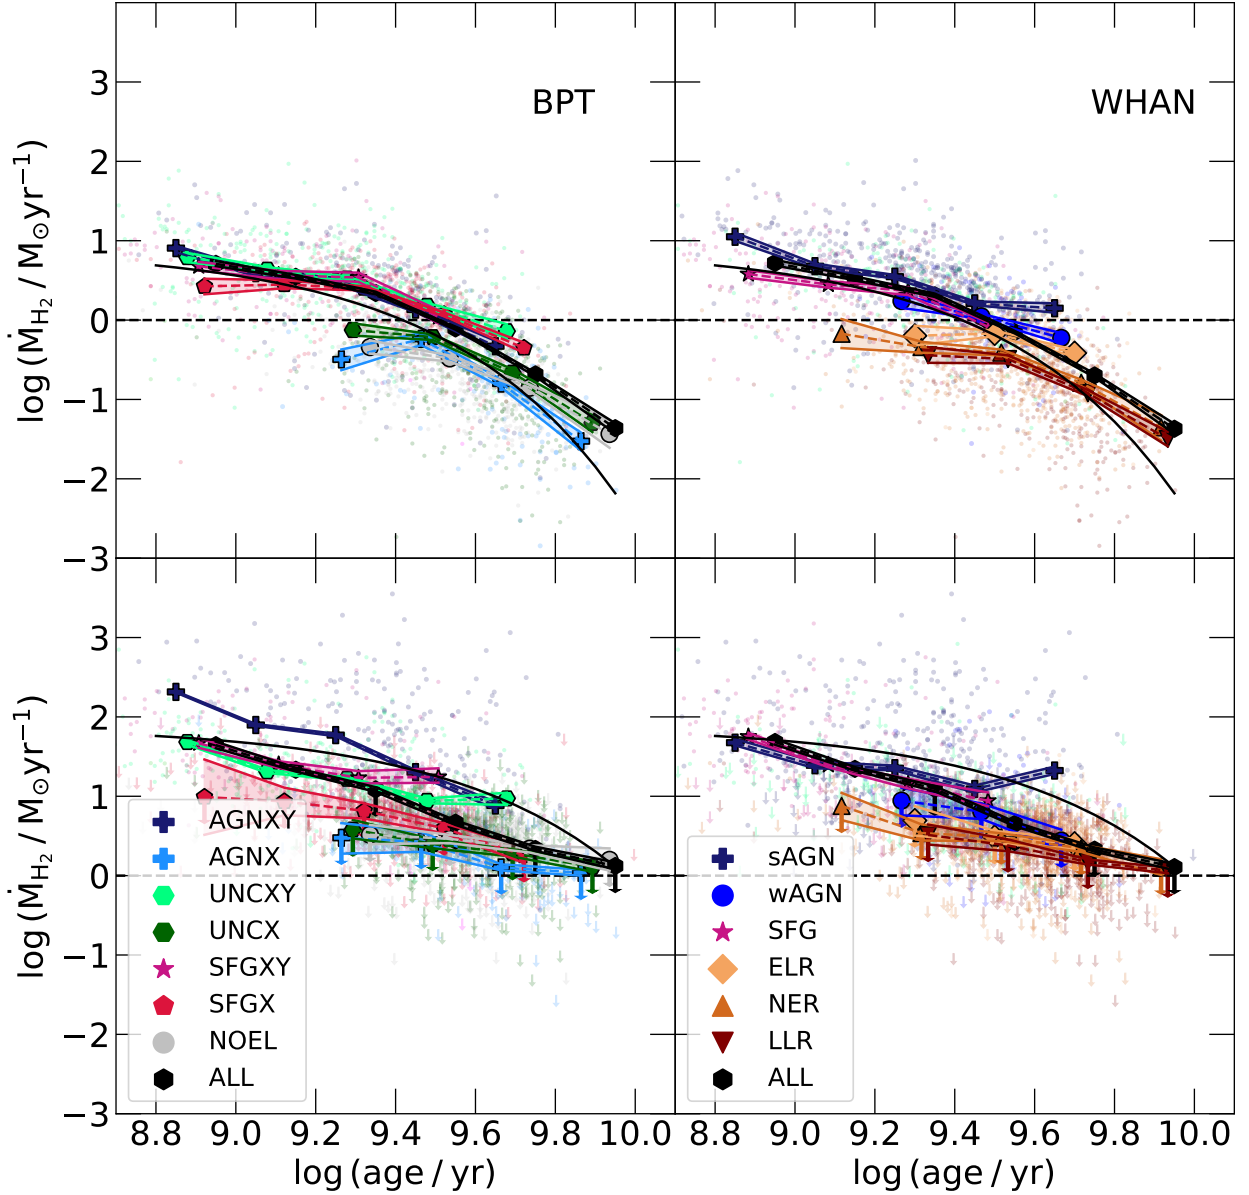 BPT
WHAN
3
2
1
0
−1
−2
−3
log (Ṁ_H₂ / M⊙yr⁻¹)
3
2
1
0
−1
−2
−3
log (Ṁ_H₂ / M⊙yr⁻¹)
AGNXY
AGNX
UNCXY
UNCX
SFGXY
SFGX
NOEL
ALL
sAGN
wAGN
SFG
ELR
NER
LLR
ALL
8.8 9.0 9.2 9.4 9.6 9.8 10.0
8.8 9.0 9.2 9.4 9.6 9.8 10.0
log (age / yr)
log (age / yr)